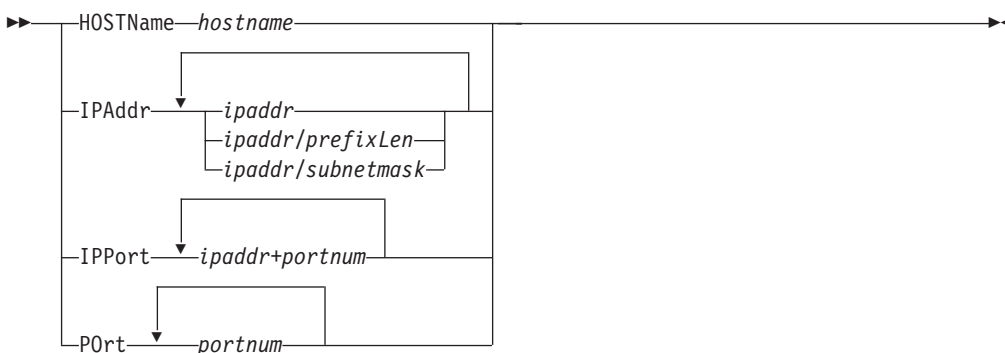 HOSTName hostname
IPAddr ipaddr
ipaddr/prefixLen
ipaddr/subnetmask
IPPort ipaddr+portnum
POrt portnum